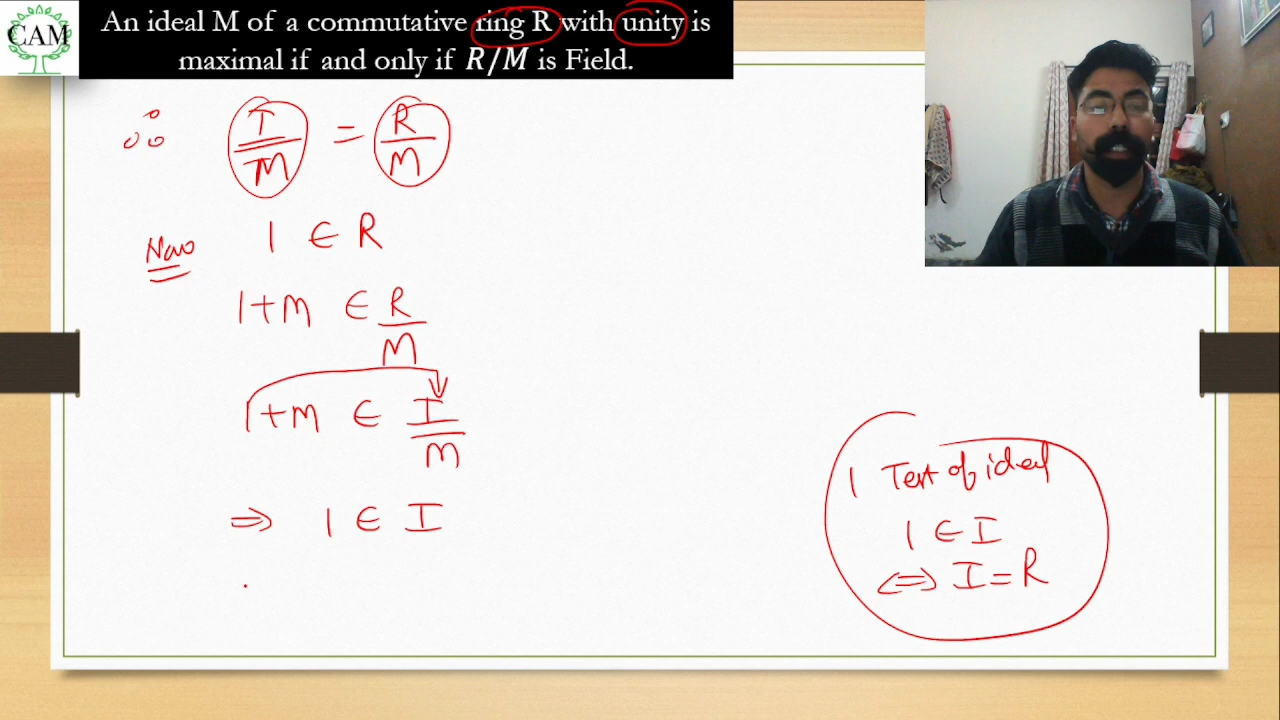 CAM
An ideal M of a commutative ring R with unity is
maximal if and only if R/M is Field.
∴ I/M = R/M
Now 1 ∈ R
1+M ∈ R/M
1+M ∈ I/M
⇒ 1 ∈ I
1 Test of ideal
1 ∈ I
⇔ I = R